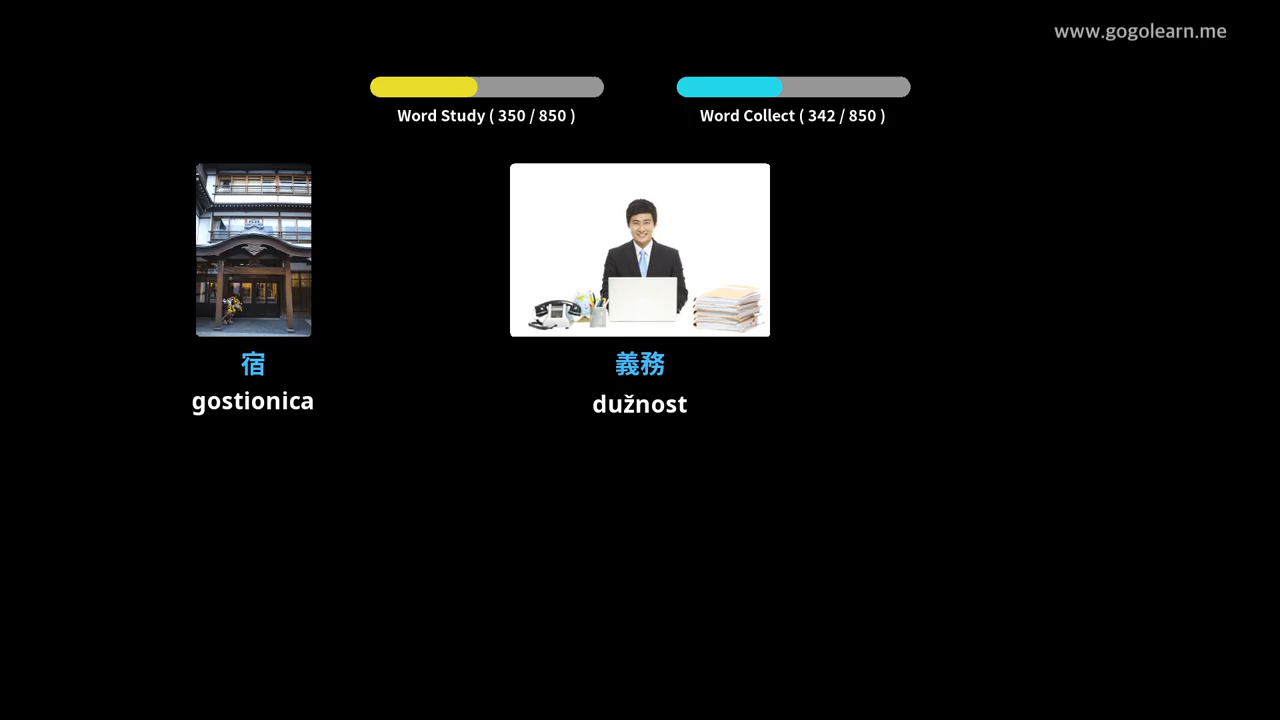 www.gogolearn.me
Word Study ( 350 / 850 )
Word Collect ( 342 / 850 )
宿
gostionica
義務
dužnost